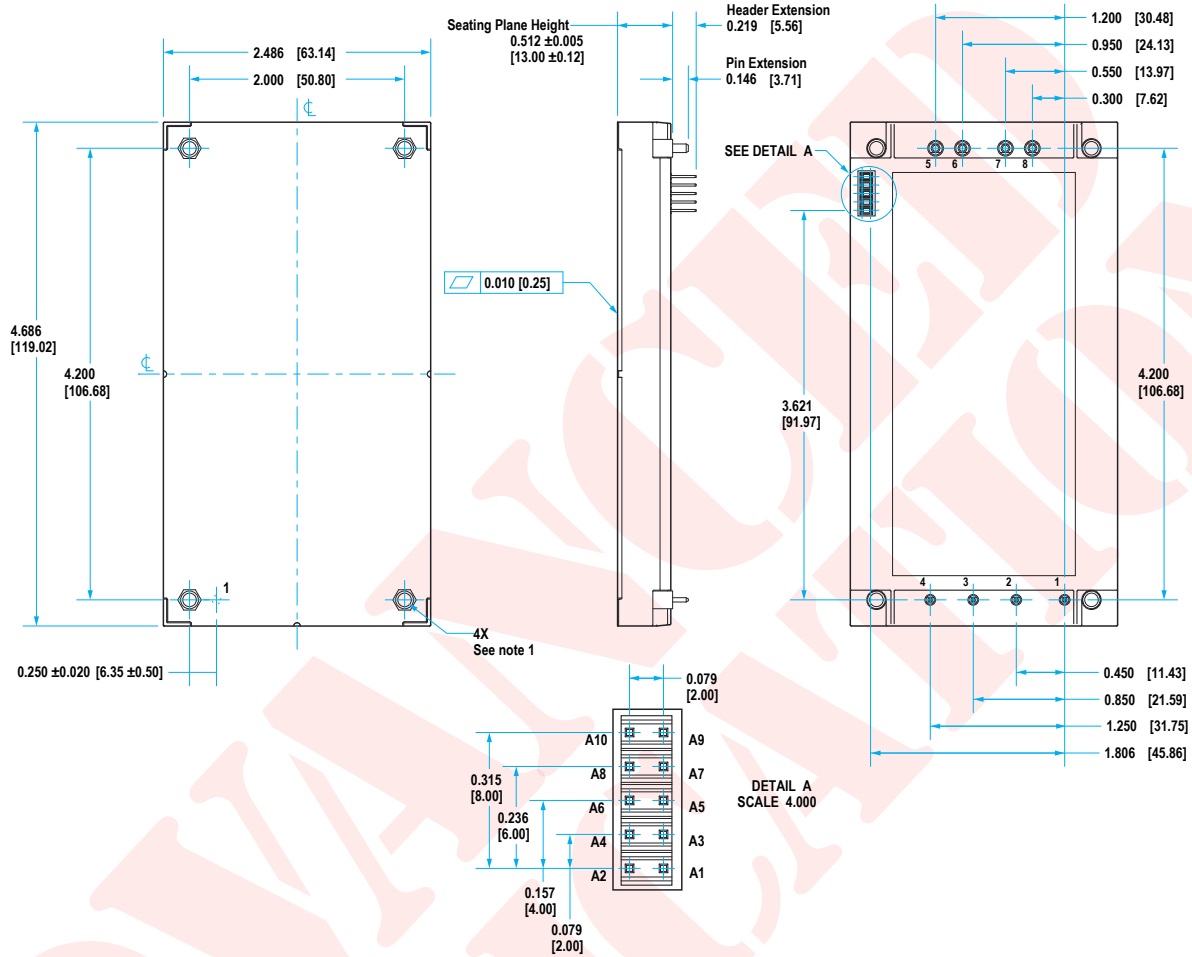 Seating Plane Height
0.512 ±0.005
[13.00 ±0.12]
Header Extension
0.219 [5.56]
Pin Extension
0.146 [3.71]
1.200 [30.48]
0.950 [24.13]
0.550 [13.97]
0.300 [7.62]
2.486 [63.14]
2.000 [50.80]
SEE DETAIL A
5 6 7 8
0.010 [0.25]
4.686
[119.02]
4.200
[106.68]
3.621
[91.97]
4.200
[106.68]
1
4 3 2 1
4X
See note 1
0.250 ±0.020 [6.35 ±0.50]
0.450 [11.43]
0.850 [21.59]
1.250 [31.75]
1.806 [45.86]
0.079
[2.00]
A10 A9
A8 A7
A6 A5
A4 A3
A2 A1
0.315
[8.00]
0.236
[6.00]
0.157
[4.00]
0.079
[2.00]
DETAIL A
SCALE 4.000